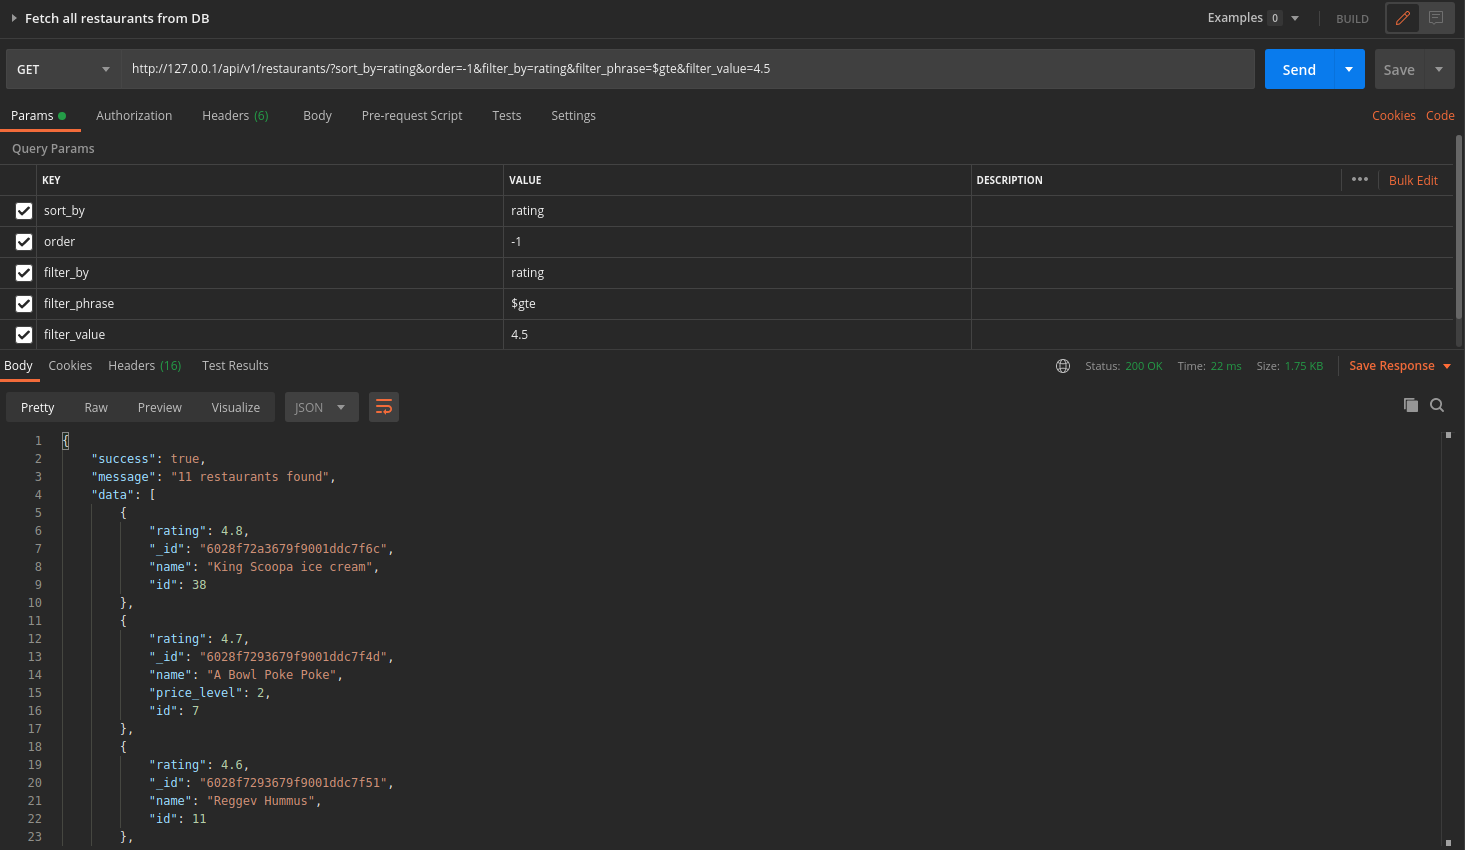 Fetch all restaurants from DB
Examples 0
BUILD
GET http://127.0.0.1/api/v1/restaurants/?sort_by=rating&order=-1&filter_by=rating&filter_phrase=$gte&filter_value=4.5 Send Save
Params Authorization Headers (6) Body Pre-request Script Tests Settings Cookies Code
Query Params
KEY VALUE DESCRIPTION ••• Bulk Edit
sort_by rating
order -1
filter_by rating
filter_phrase $gte
filter_value 4.5
Body Cookies Headers (16) Test Results Status: 200 OK Time: 22 ms Size: 1.75 KB Save Response
Pretty Raw Preview Visualize JSON
1 {
2 "success": true,
3 "message": "11 restaurants found",
4 "data": [
5 {
6 "rating": 4.8,
7 "_id": "6028f72a3679f9001ddc7f6c",
8 "name": "King Scoopa ice cream",
9 "id": 38
10 },
11 {
12 "rating": 4.7,
13 "_id": "6028f7293679f9001ddc7f4d",
14 "name": "A Bowl Poke Poke",
15 "price_level": 2,
16 "id": 7
17 },
18 {
19 "rating": 4.6,
20 "_id": "6028f7293679f9001ddc7f51",
21 "name": "Reggev Hummus",
22 "id": 11
23 },